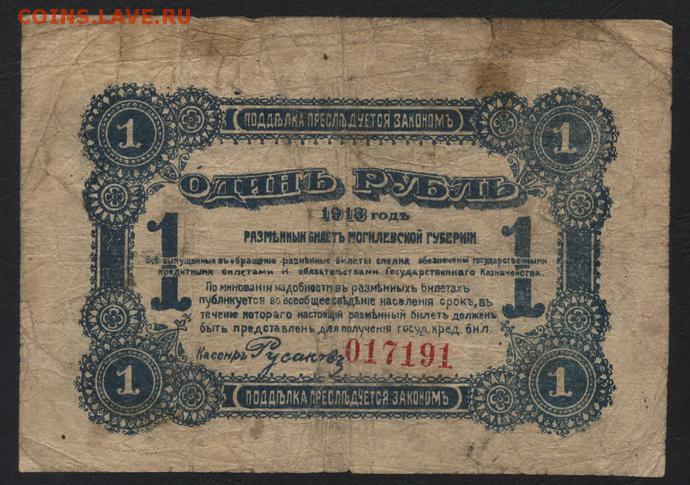 COINS.LAVE.RU
1 ПОДДѢЛКА ПРЕСЛѢДУЕТСЯ ЗАКОНОМЪ 1
ОДИНЪ РУБЛЬ
1918 ГОДЪ
РАЗМѢННЫЙ БИЛЕТЪ МОГИЛЕВСКОЙ ГУБЕРНІИ
1 1
Всѣ выпущенные въ обращеніе размѣнные билеты сполна обезпечены государственными
кредитными билетами и обязательствами Государственнаго Казначейства.
По минованіи надобности въ размѣнныхъ билетахъ
публикуется во всеобщее свѣдѣніе населенія срокъ, въ
теченіе котораго настоящій размѣнный билетъ долженъ
быть представленъ для полученія госуд. кред. бил.
Кассиръ Русаковъ 017191
1 ПОДДѢЛКА ПРЕСЛѢДУЕТСЯ ЗАКОНОМЪ 1